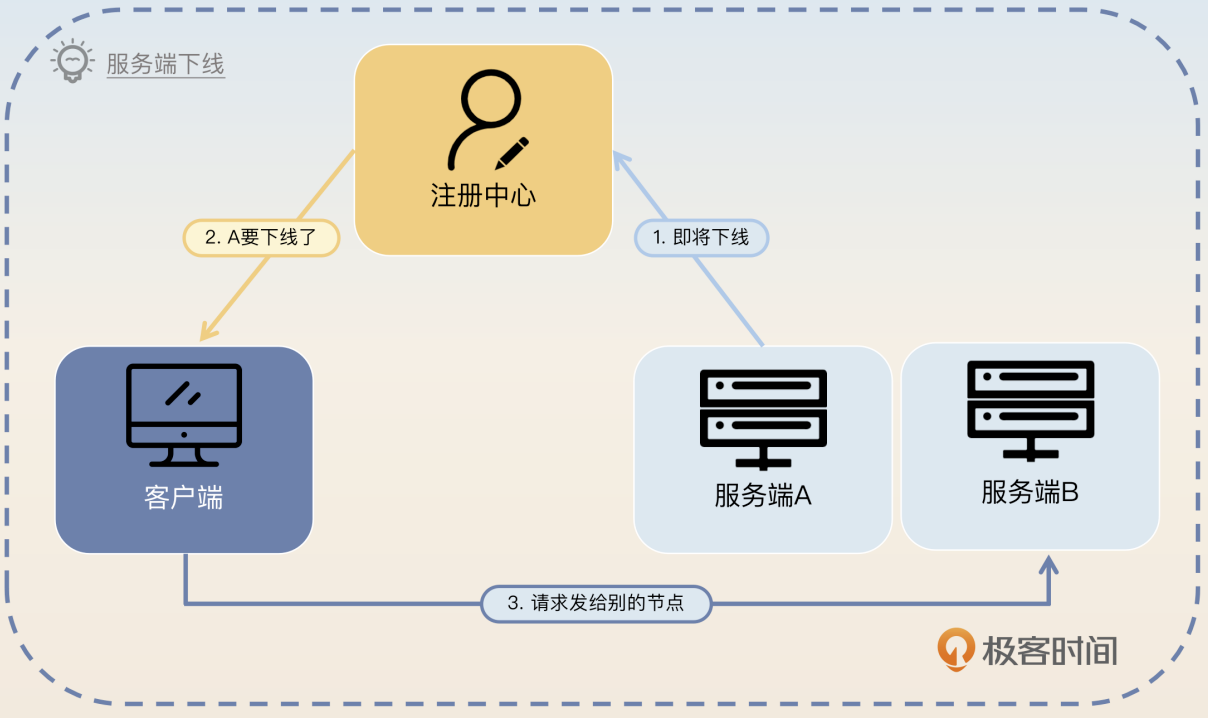 服务端下线
注册中心
2. A要下线了
1. 即将下线
客户端
服务端A
服务端B
3. 请求发给别的节点
极客时间